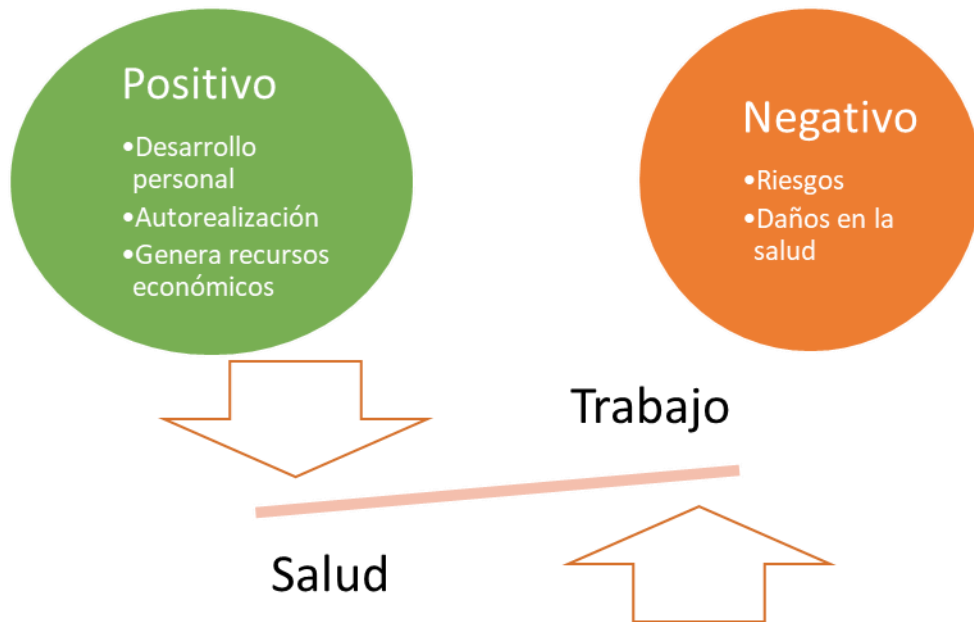 Positivo
•Desarrollo
personal
•Autorealización
•Genera recursos
económicos
Negativo
•Riesgos
•Daños en la
salud
Trabajo
Salud